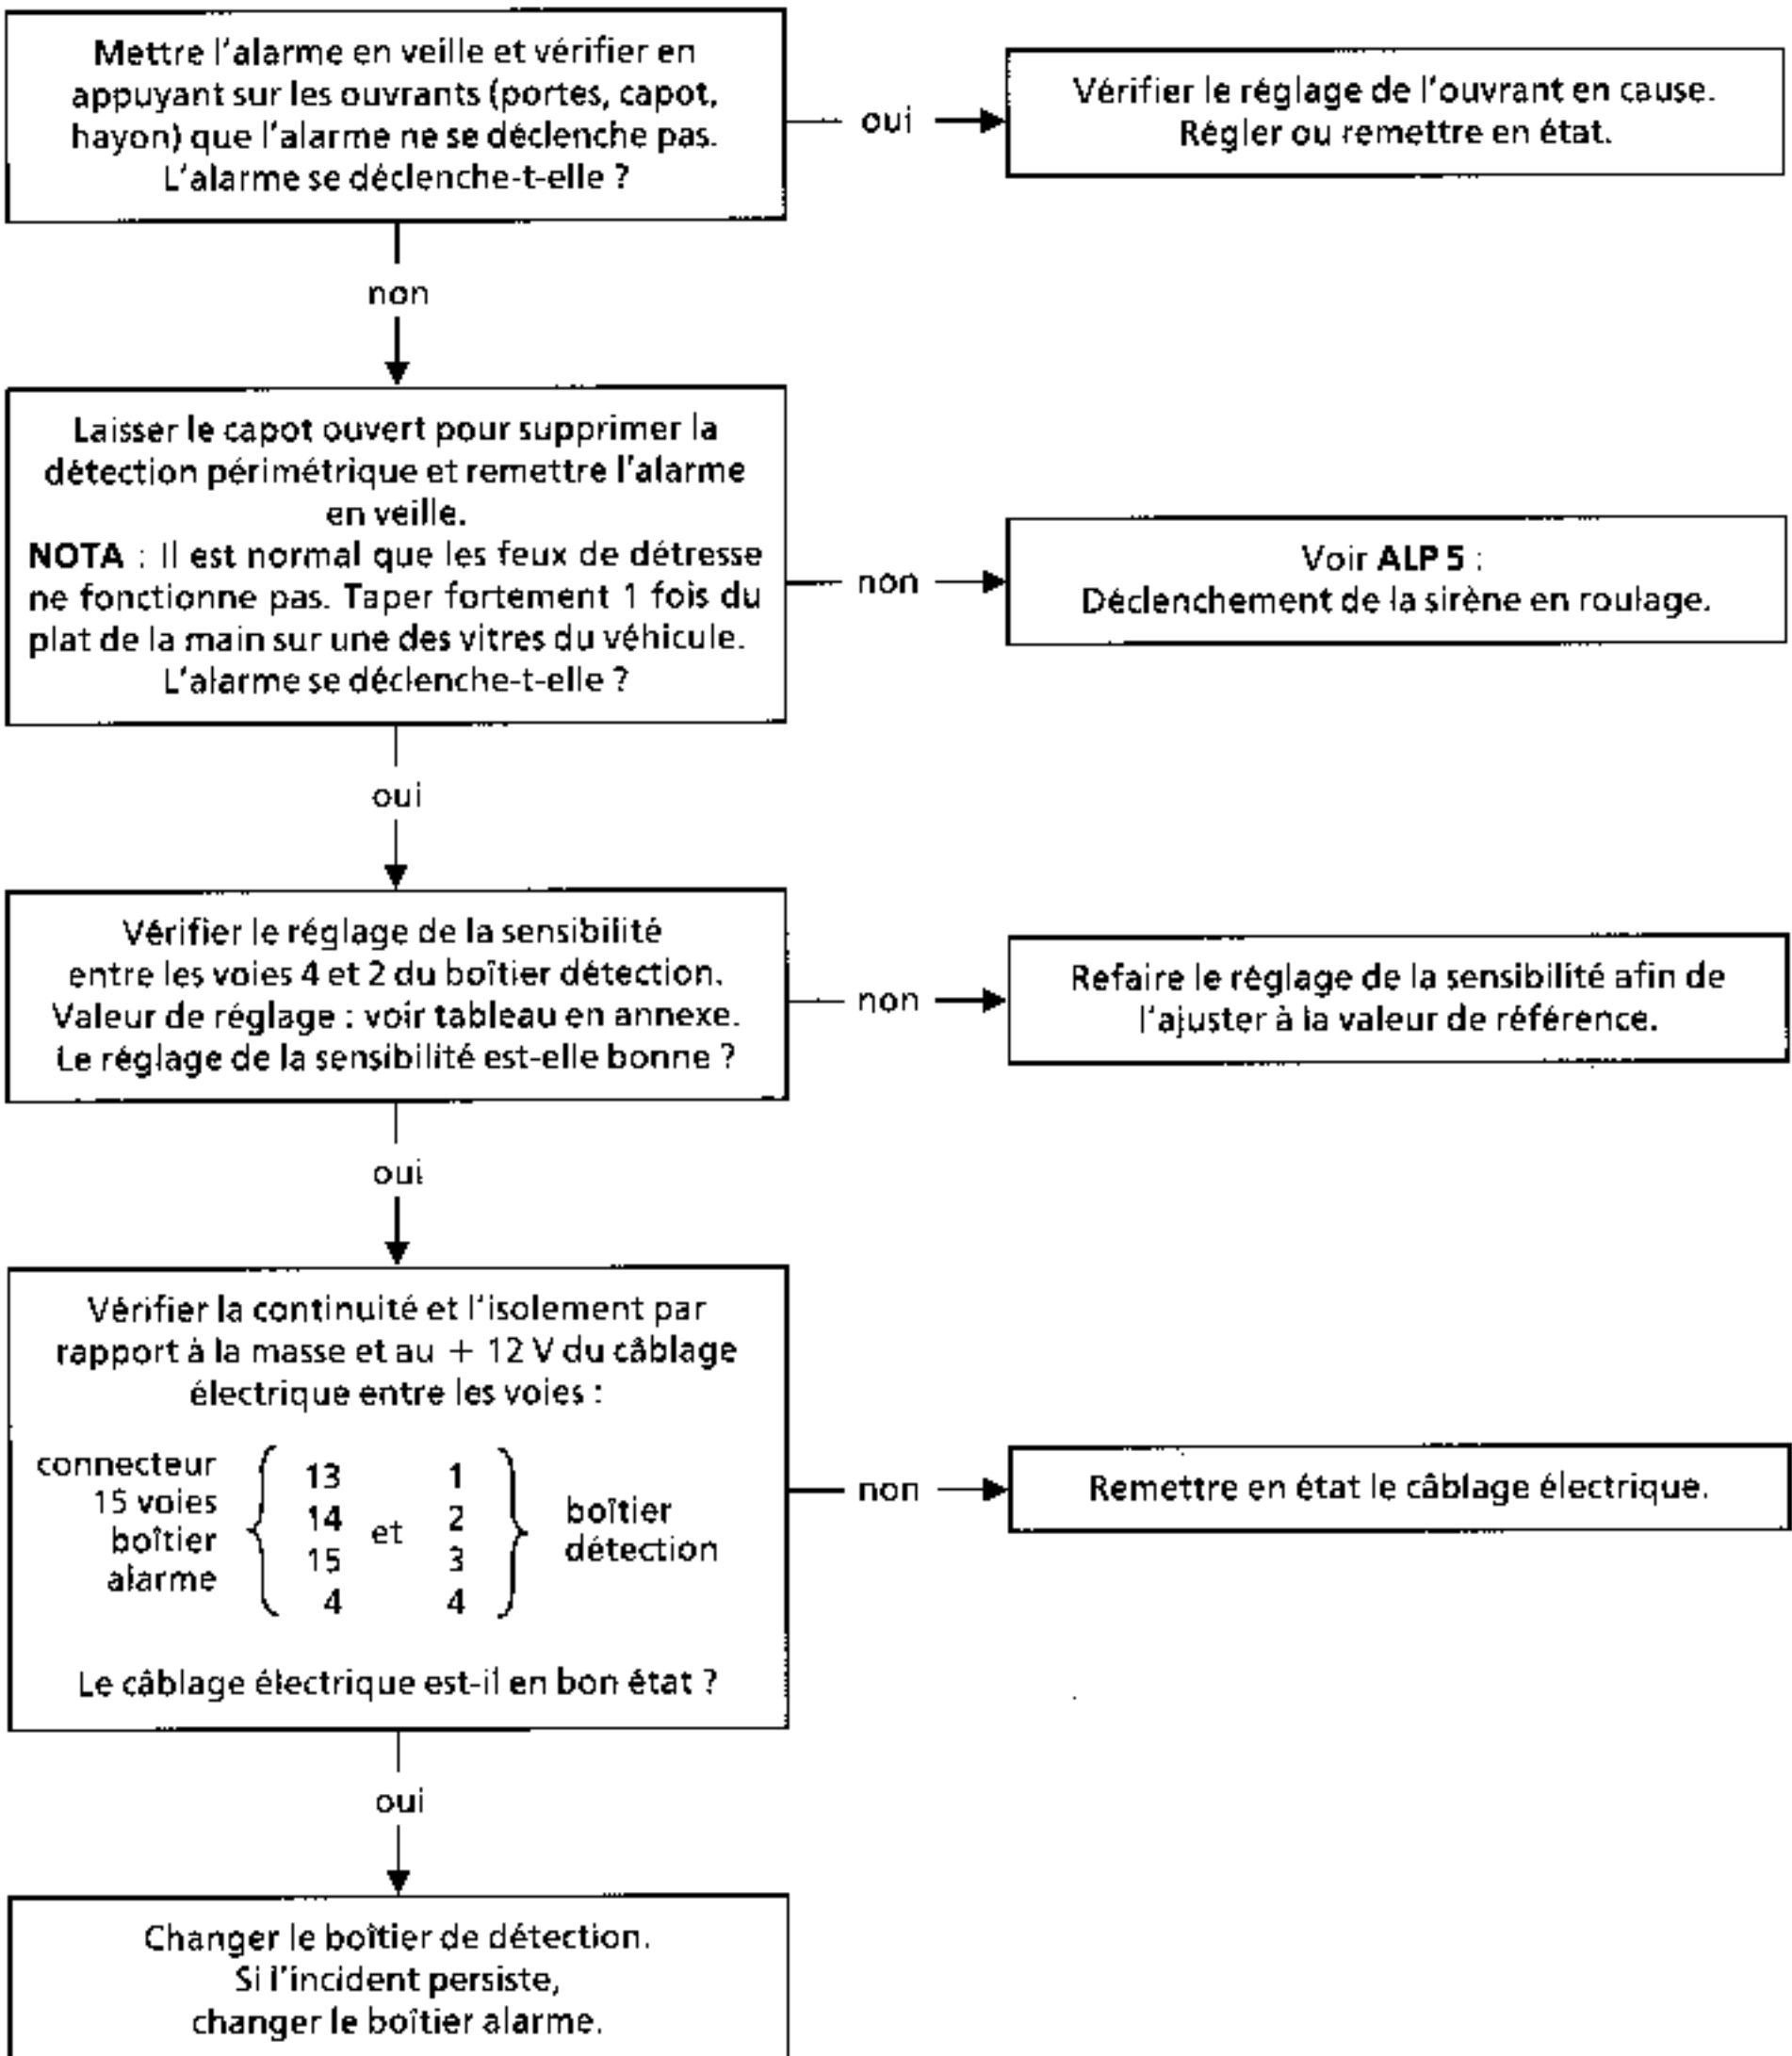 Mettre l'alarme en veille et vérifier en
appuyant sur les ouvrants (portes, capot,
hayon) que l'alarme ne se déclenche pas.
L'alarme se déclenche-t-elle ?
oui
Vérifier le réglage de l'ouvrant en cause.
Régler ou remettre en état.
non
Laisser le capot ouvert pour supprimer la
détection périmétrique et remettre l'alarme
en veille.
NOTA : Il est normal que les feux de détresse
ne fonctionne pas. Taper fortement 1 fois du
plat de la main sur une des vitres du véhicule.
L'alarme se déclenche-t-elle ?
non
Voir ALP 5 :
Déclenchement de la sirène en roulage.
oui
Vérifier le réglage de la sensibilité
entre les voies 4 et 2 du boîtier détection.
Valeur de réglage : voir tableau en annexe.
Le réglage de la sensibilité est-elle bonne ?
non
Refaire le réglage de la sensibilité afin de
l'ajuster à la valeur de référence.
oui
Vérifier la continuité et l'isolement par
rapport à la masse et au + 12 V du câblage
électrique entre les voies :
connecteur
15 voies
boîtier
alarme
13
14
15
4
et
1
2
3
4
boîtier
détection
Le câblage électrique est-il en bon état ?
non
Remettre en état le câblage électrique.
oui
Changer le boîtier de détection.
Si l'incident persiste,
changer le boîtier alarme.